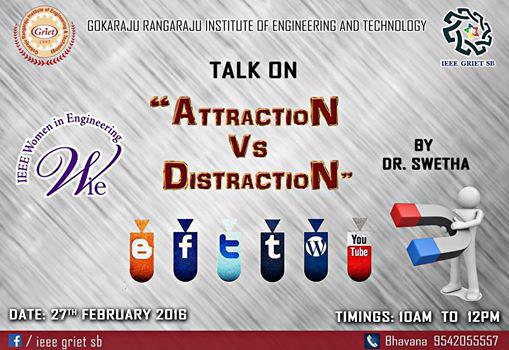 GOKARAJU RANGARAJU INSTITUTE OF ENGINEERING AND TECHNOLOGY
Griet
1997
IEEE GRIET SB
TALK ON
“ATTRACTION
VS
DISTRACTION”
IEEE Women in Engineering
Wie
BY
DR. SWETHA
B
f
t
t
W
You
Tube
DATE: 27TH FEBRUARY 2016
TIMINGS: 10AM TO 12PM
f / ieee griet sb
Bhavana 9542055557